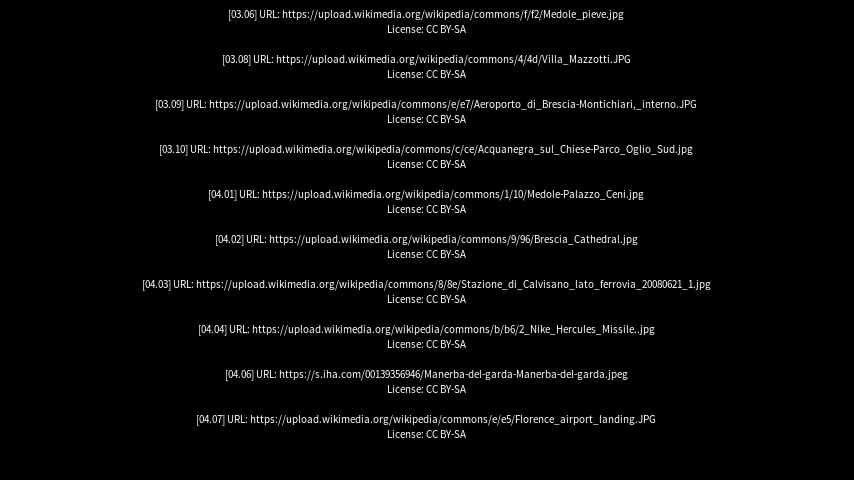 [03.06] URL: https://upload.wikimedia.org/wikipedia/commons/f/f2/Medole_pieve.jpg
License: CC BY-SA
[03.08] URL: https://upload.wikimedia.org/wikipedia/commons/4/4d/Villa_Mazzotti.JPG
License: CC BY-SA
[03.09] URL: https://upload.wikimedia.org/wikipedia/commons/e/e7/Aeroporto_di_Brescia-Montichiari,_interno.JPG
License: CC BY-SA
[03.10] URL: https://upload.wikimedia.org/wikipedia/commons/c/ce/Acquanegra_sul_Chiese-Parco_Oglio_Sud.jpg
License: CC BY-SA
[04.01] URL: https://upload.wikimedia.org/wikipedia/commons/1/10/Medole-Palazzo_Ceni.jpg
License: CC BY-SA
[04.02] URL: https://upload.wikimedia.org/wikipedia/commons/9/96/Brescia_Cathedral.jpg
License: CC BY-SA
[04.03] URL: https://upload.wikimedia.org/wikipedia/commons/8/8e/Stazione_di_Calvisano_lato_ferrovia_20080621_1.jpg
License: CC BY-SA
[04.04] URL: https://upload.wikimedia.org/wikipedia/commons/b/b6/2_Nike_Hercules_Missile..jpg
License: CC BY-SA
[04.06] URL: https://s.iha.com/00139356946/Manerba-del-garda-Manerba-del-garda.jpeg
License: CC BY-SA
[04.07] URL: https://upload.wikimedia.org/wikipedia/commons/e/e5/Florence_airport_landing.JPG
License: CC BY-SA